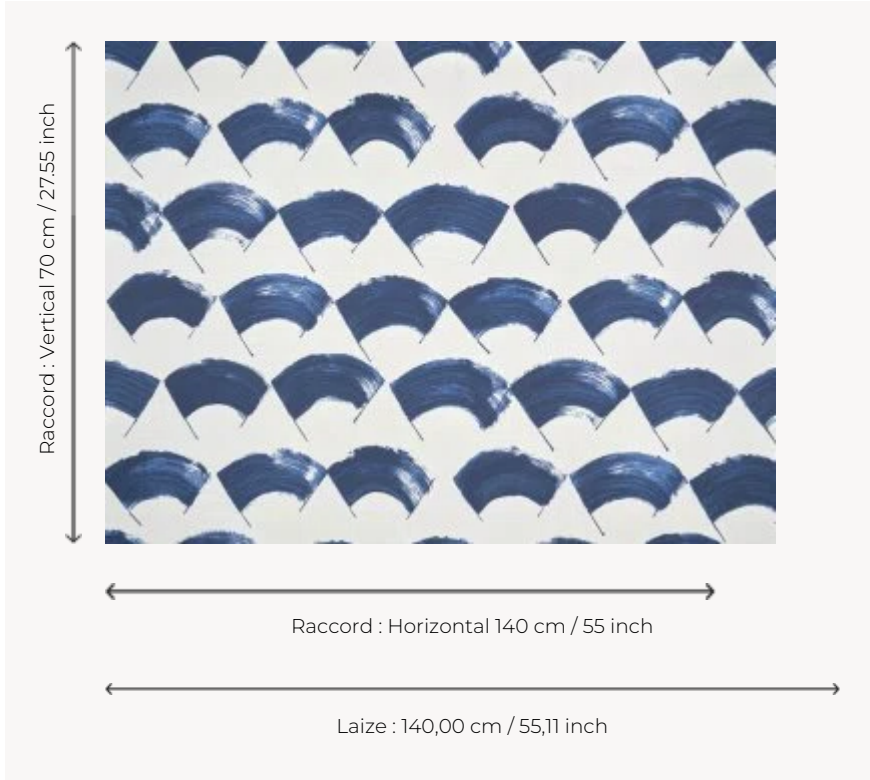 Raccord : Vertical 70 cm / 27.55 inch
Raccord : Horizontal 140 cm / 55 inch
Laize : 140,00 cm / 55,11 inch